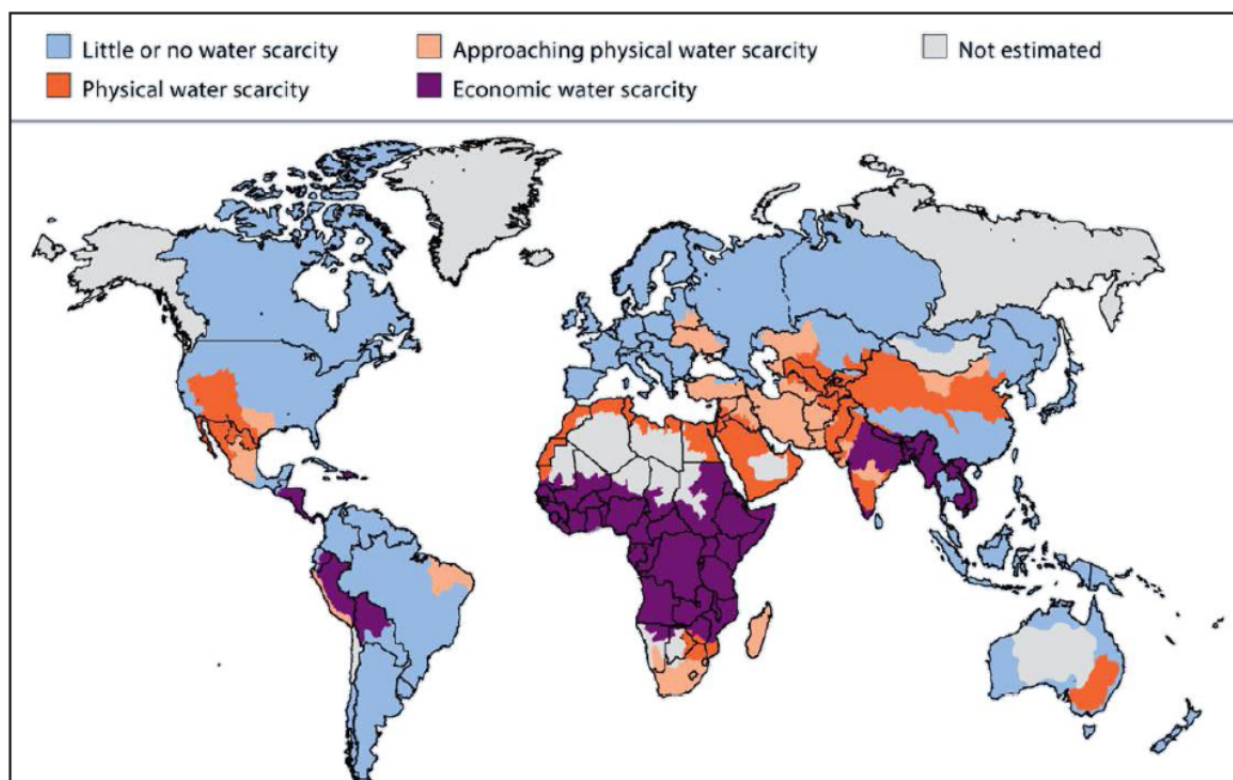 Little or no water scarcity
Approaching physical water scarcity
Not estimated
Physical water scarcity
Economic water scarcity